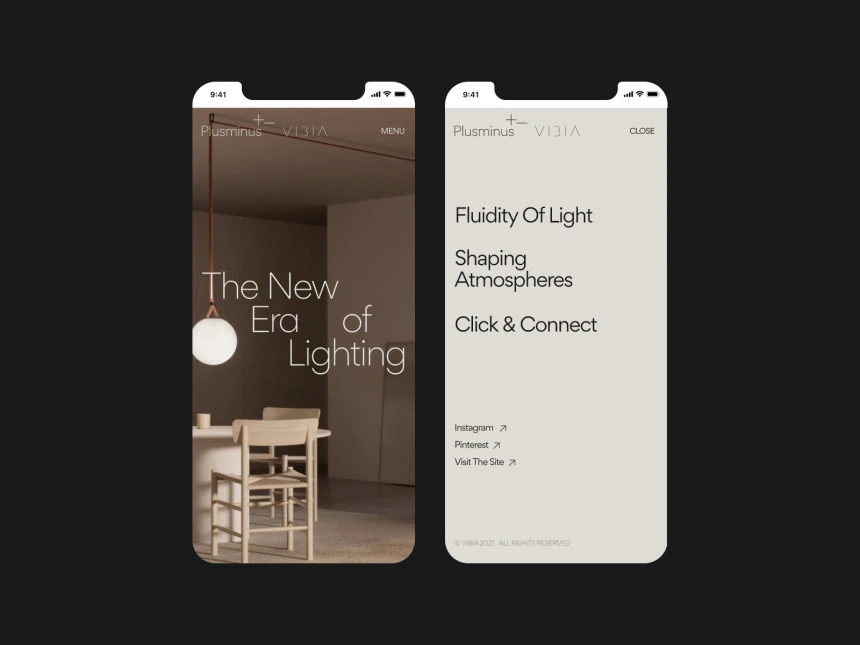 9:41
Plusminus +− VIBIA
MENU
The New
Era of
Lighting
9:41
Plusminus +− VIBIA
CLOSE
Fluidity Of Light
Shaping
Atmospheres
Click & Connect
Instagram ↗
Pinterest ↗
Visit The Site ↗
© VIBIA 2021. ALL RIGHTS RESERVED